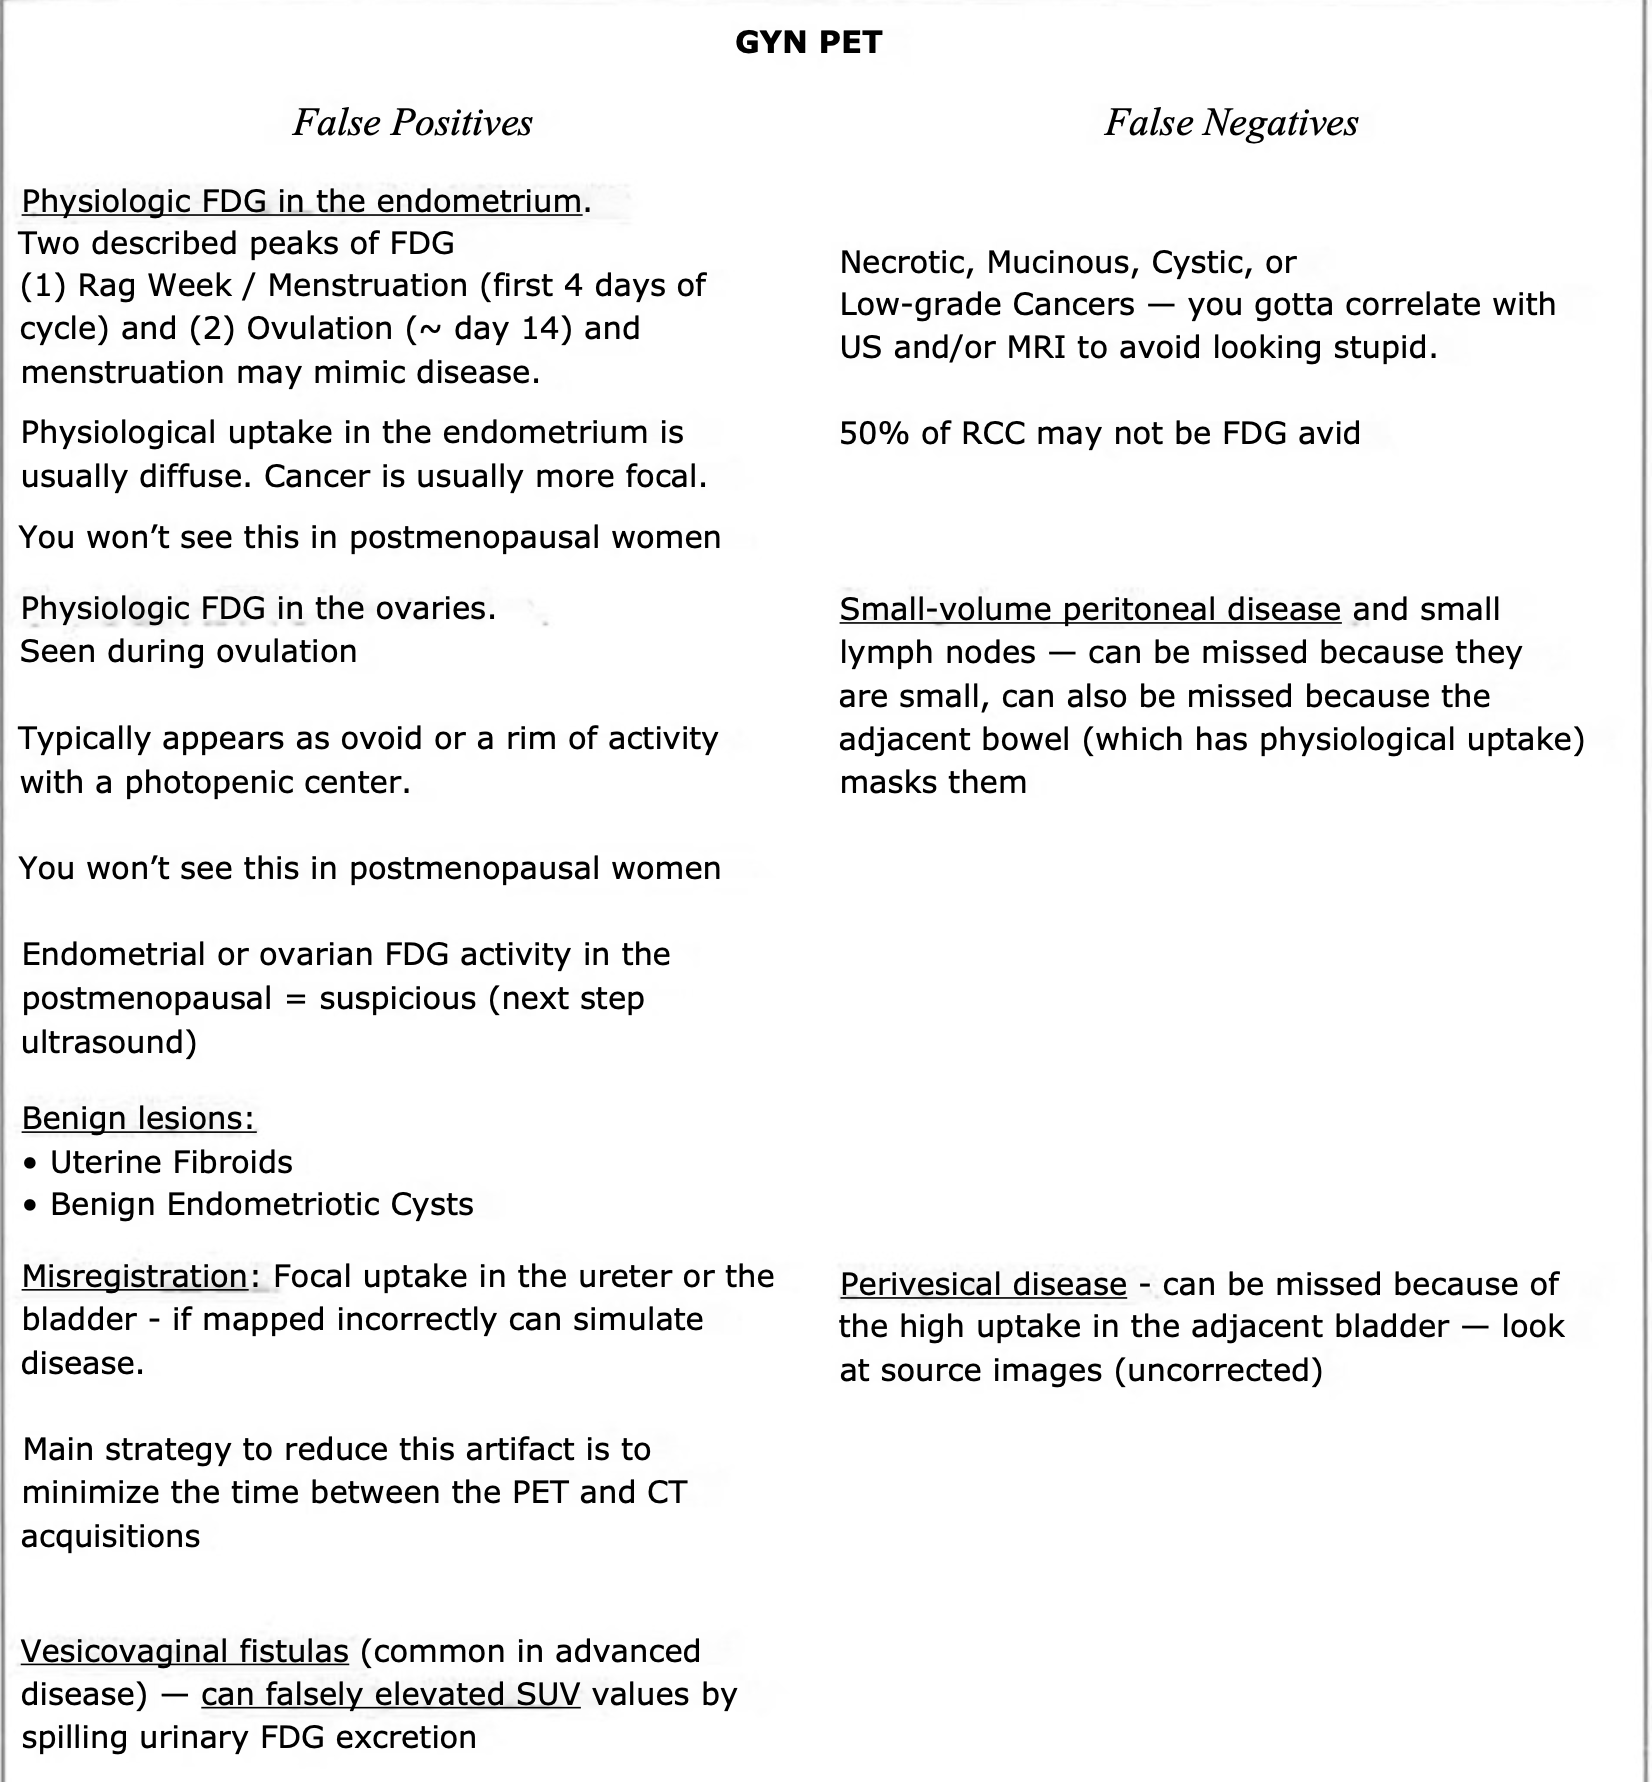 GYN PET
False Positives
Physiologic FDG in the endometrium.
Two described peaks of FDG
(1) Rag Week / Menstruation (first 4 days of
cycle) and (2) Ovulation (~ day 14) and
menstruation may mimic disease.
Physiological uptake in the endometrium is
usually diffuse. Cancer is usually more focal.
You won’t see this in postmenopausal women
Physiologic FDG in the ovaries.
Seen during ovulation
Typically appears as ovoid or a rim of activity
with a photopenic center.
You won’t see this in postmenopausal women
Endometrial or ovarian FDG activity in the
postmenopausal = suspicious (next step
ultrasound)
Benign lesions:
• Uterine Fibroids
• Benign Endometriotic Cysts
Misregistration: Focal uptake in the ureter or the
bladder - if mapped incorrectly can simulate
disease.
Main strategy to reduce this artifact is to
minimize the time between the PET and CT
acquisitions
Vesicovaginal fistulas (common in advanced
disease) — can falsely elevated SUV values by
spilling urinary FDG excretion
False Negatives
Necrotic, Mucinous, Cystic, or
Low-grade Cancers — you gotta correlate with
US and/or MRI to avoid looking stupid.
50% of RCC may not be FDG avid
Small-volume peritoneal disease and small
lymph nodes — can be missed because they
are small, can also be missed because the
adjacent bowel (which has physiological uptake)
masks them
Perivesical disease - can be missed because of
the high uptake in the adjacent bladder — look
at source images (uncorrected)